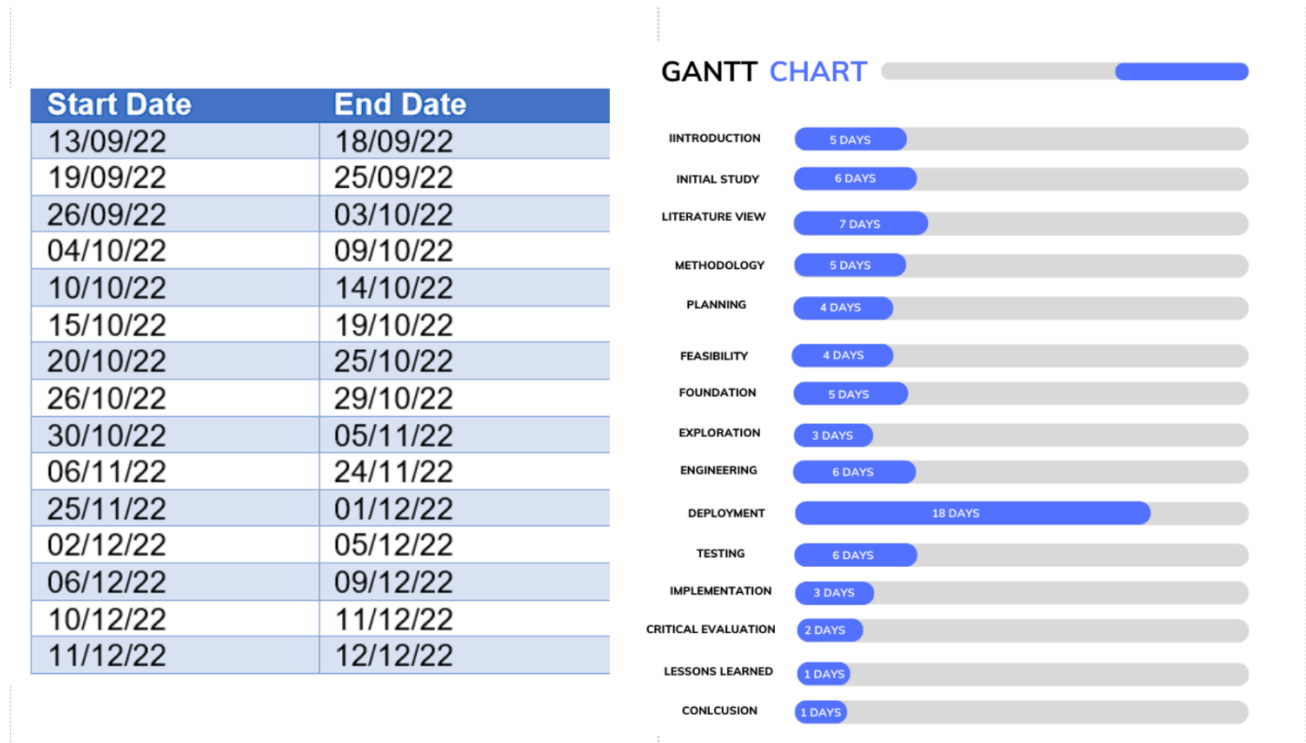 Start Date End Date
13/09/22 18/09/22
19/09/22 25/09/22
26/09/22 03/10/22
04/10/22 09/10/22
10/10/22 14/10/22
15/10/22 19/10/22
20/10/22 25/10/22
26/10/22 29/10/22
30/10/22 05/11/22
06/11/22 24/11/22
25/11/22 01/12/22
02/12/22 05/12/22
06/12/22 09/12/22
10/12/22 11/12/22
11/12/22 12/12/22
GANTT CHART
IINTRODUCTION 5 DAYS
INITIAL STUDY 6 DAYS
LITERATURE VIEW 7 DAYS
METHODOLOGY 5 DAYS
PLANNING 4 DAYS
FEASIBILITY 4 DAYS
FOUNDATION 5 DAYS
EXPLORATION 3 DAYS
ENGINEERING 6 DAYS
DEPLOYMENT 18 DAYS
TESTING 6 DAYS
IMPLEMENTATION 3 DAYS
CRITICAL EVALUATION 2 DAYS
LESSONS LEARNED 1 DAYS
CONLCUSION 1 DAYS